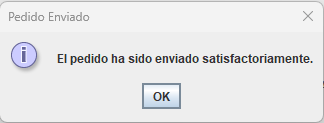 Pedido Enviado
El pedido ha sido enviado satisfactoriamente.
OK